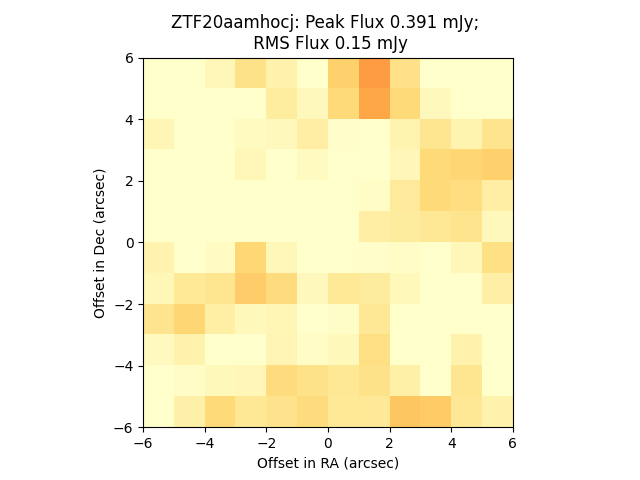 ZTF20aamhocj: Peak Flux 0.391 mJy;
RMS Flux 0.15 mJy
6
4
2
0
−2
−4
−6
Offset in Dec (arcsec)
−6 −4 −2 0 2 4 6
Offset in RA (arcsec)